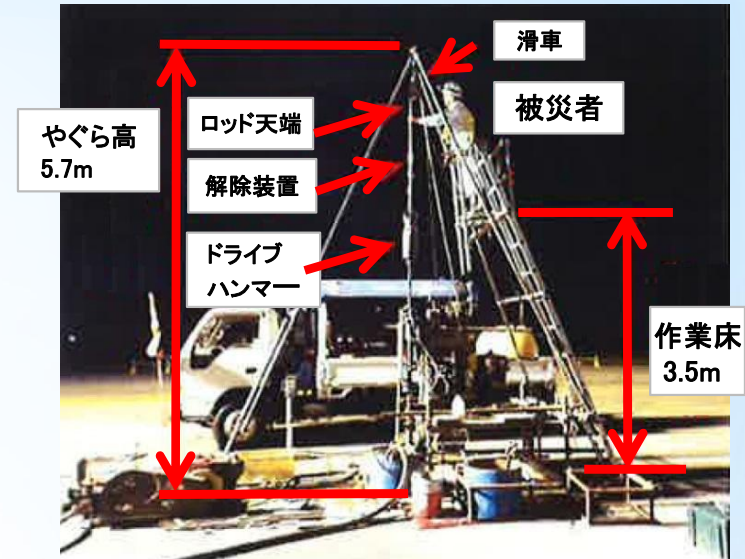 滑車
被災者
やぐら高
5.7m
ロッド天端
解除装置
ドライブ
ハンマー
作業床
3.5m